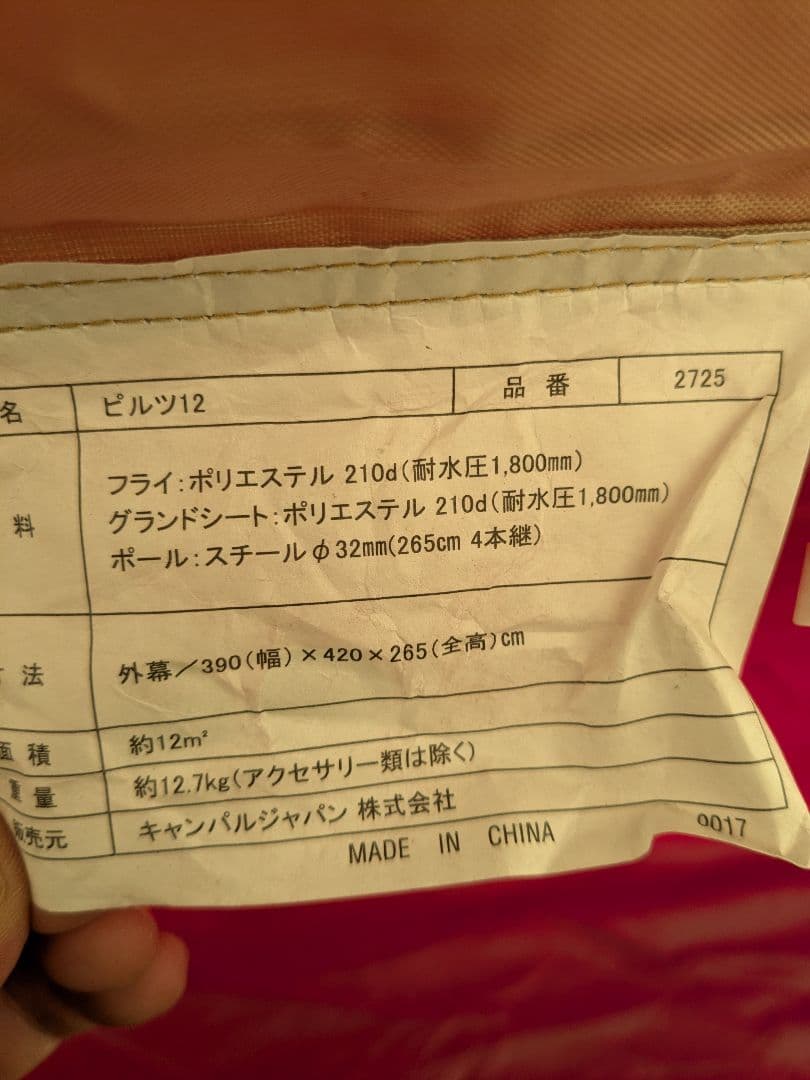 名 ピルツ12 品番 2725
料 フライ:ポリエステル 210d(耐水圧1,800㎜)
グランドシート:ポリエステル 210d(耐水圧1,800㎜)
ポール:スチールφ32㎜(265㎝ 4本継)
法 外幕/390(幅)×420×265(全高)㎝
面積 約12㎡
重量 約12.7kg(アクセサリー類は除く)
販売元 キャンパルジャパン 株式会社
MADE IN CHINA
0017